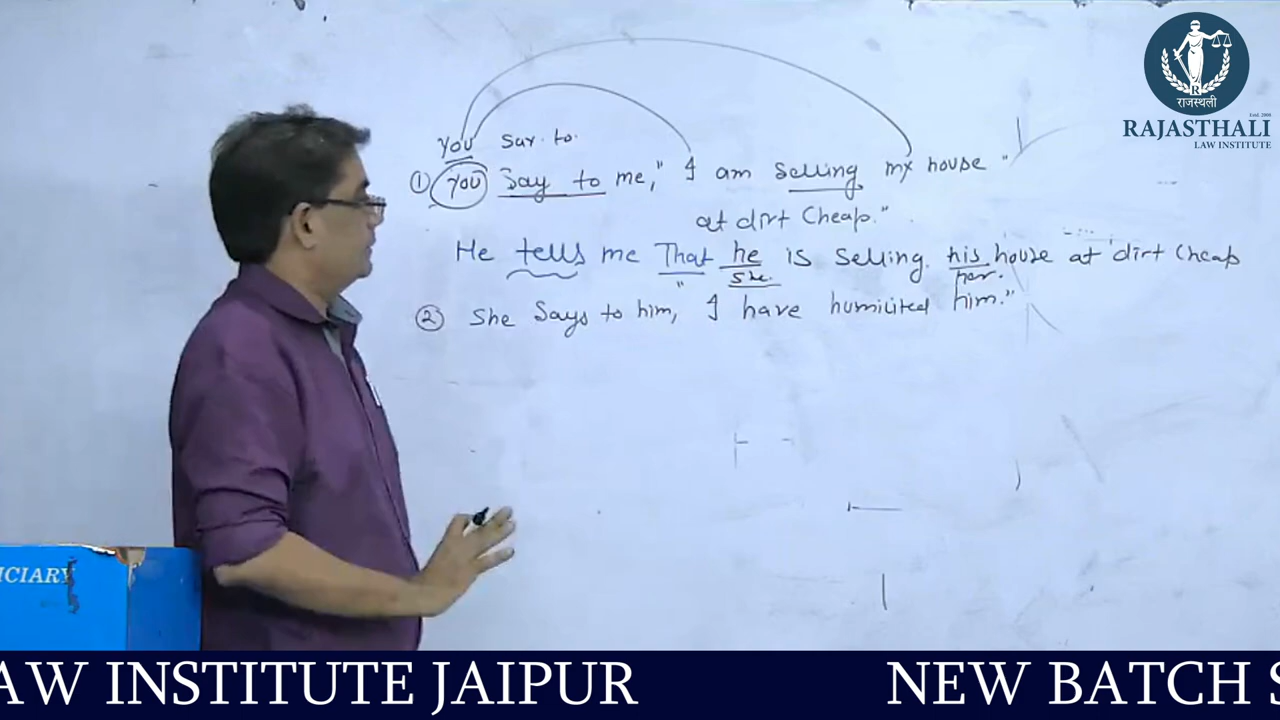 राजस्थली
RAJASTHALI
LAW INSTITUTE
you say to
① you Say to me," I am selling my house"
at dirt cheap."
He tells me That he is selling his house at dirt cheap
she her.
② She Says to him, " I have humilited him."
ICIARY
AW INSTITUTE JAIPUR NEW BATCH S